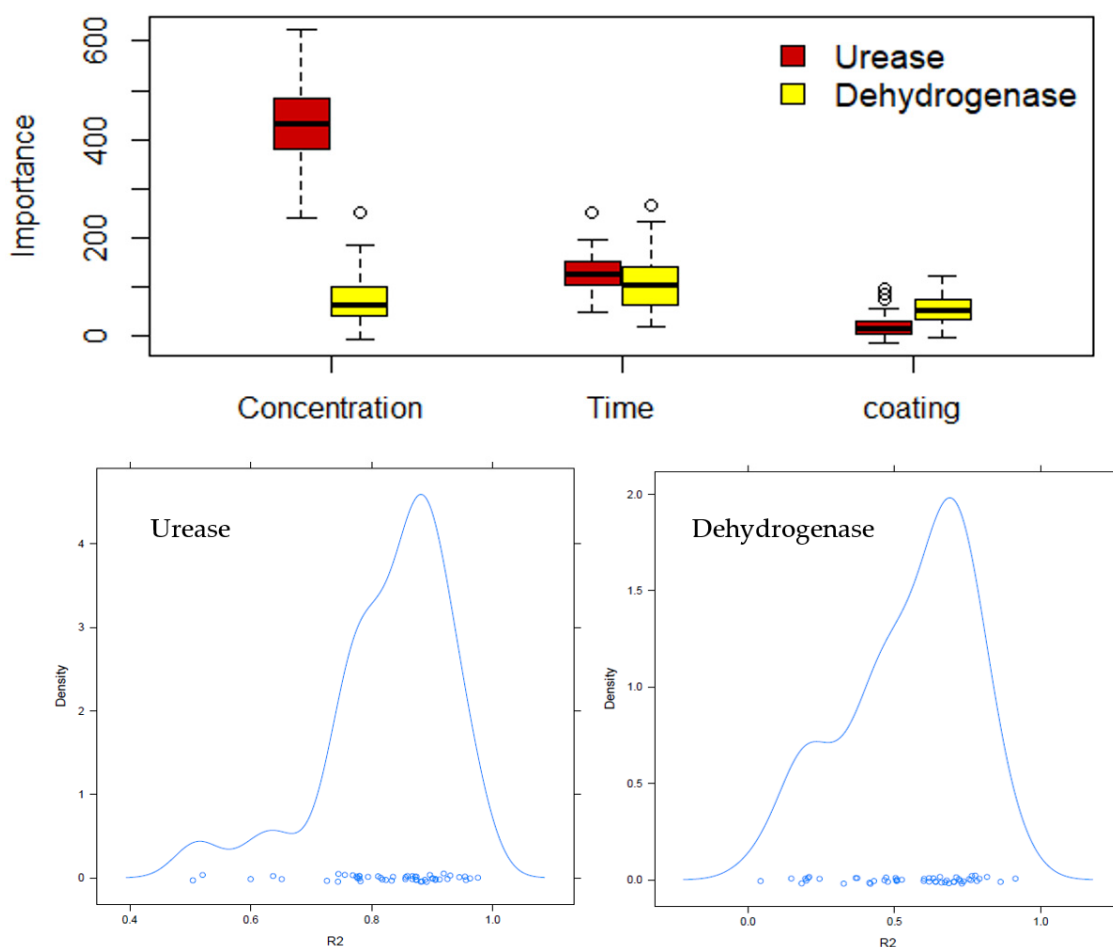 Importance
600
400
200
0
Urease
Dehydrogenase
Concentration Time coating
Urease
Density
4
3
2
1
0
0.4 0.6 0.8 1.0
R2
Dehydrogenase
Density
2.0
1.5
1.0
0.5
0.0
0.0 0.5 1.0
R2